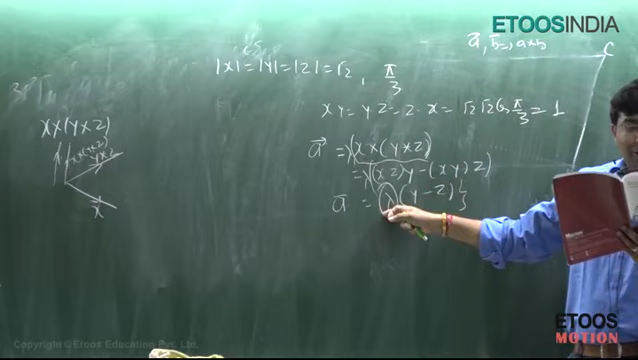 ETOOSINDIA
a⃗, b⃗ =, a×b
C
|x| = |y| = |z| = √2 , π/3
x y = y z = z · x = √2 √2 Cos π/3 = 1
x×(y×z)
x×(y×z)
y×z
x
a⃗ = λ(x×(y×z))
= λ{(x z) y − (x y) z}
a⃗ = λ(y − z)}
Copyright © Etoos Education Pvt. Ltd.
ETOOS
MOTION